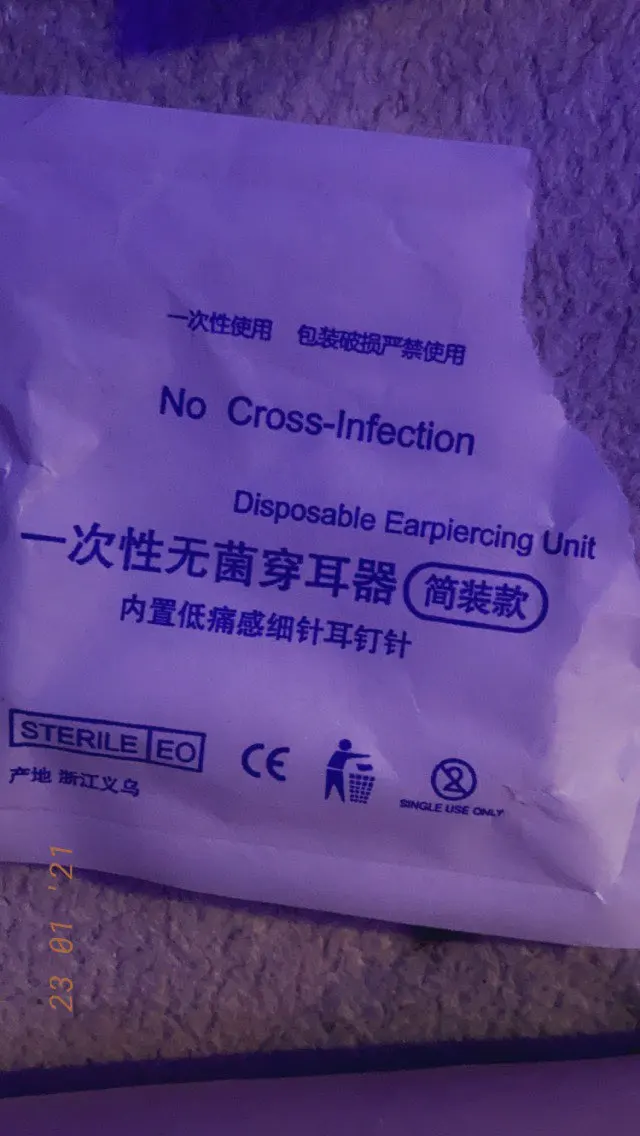 一次性使用 包装破损严禁使用
No Cross-Infection
Disposable Earpiercing Unit
一次性无菌穿耳器 简装款
内置低痛感细针耳钉针
STERILE EO
CE
SINGLE USE ONLY
产地 浙江义乌
23 01 '21